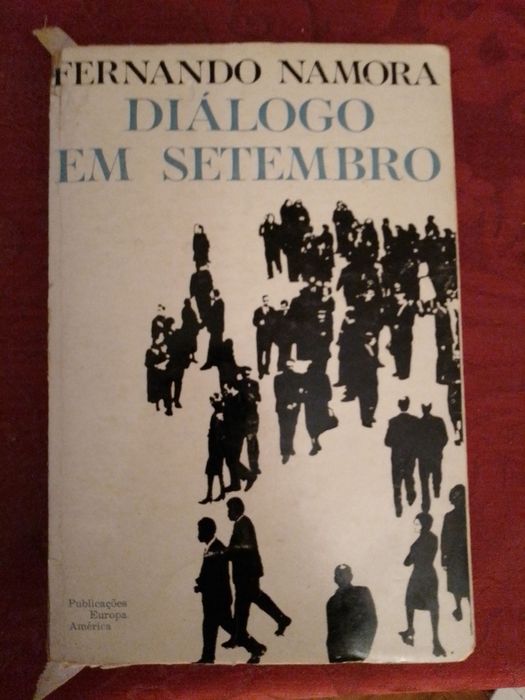 FERNANDO NAMORA
DIÁLOGO
EM SETEMBRO
Publicações
Europa
América